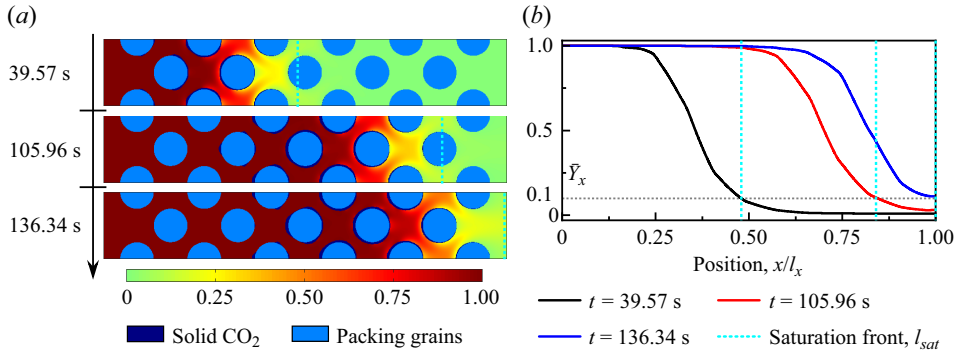 (a)
39.57 s
105.96 s
136.34 s
0 0.25 0.50 0.75 1.00
Solid CO₂ Packing grains
(b)
1.0
0.5
Ȳₓ
0.1
0
0 0.25 0.50 0.75 1.00
Position, x/lₓ
t = 39.57 s t = 105.96 s
t = 136.34 s Saturation front, l_sat